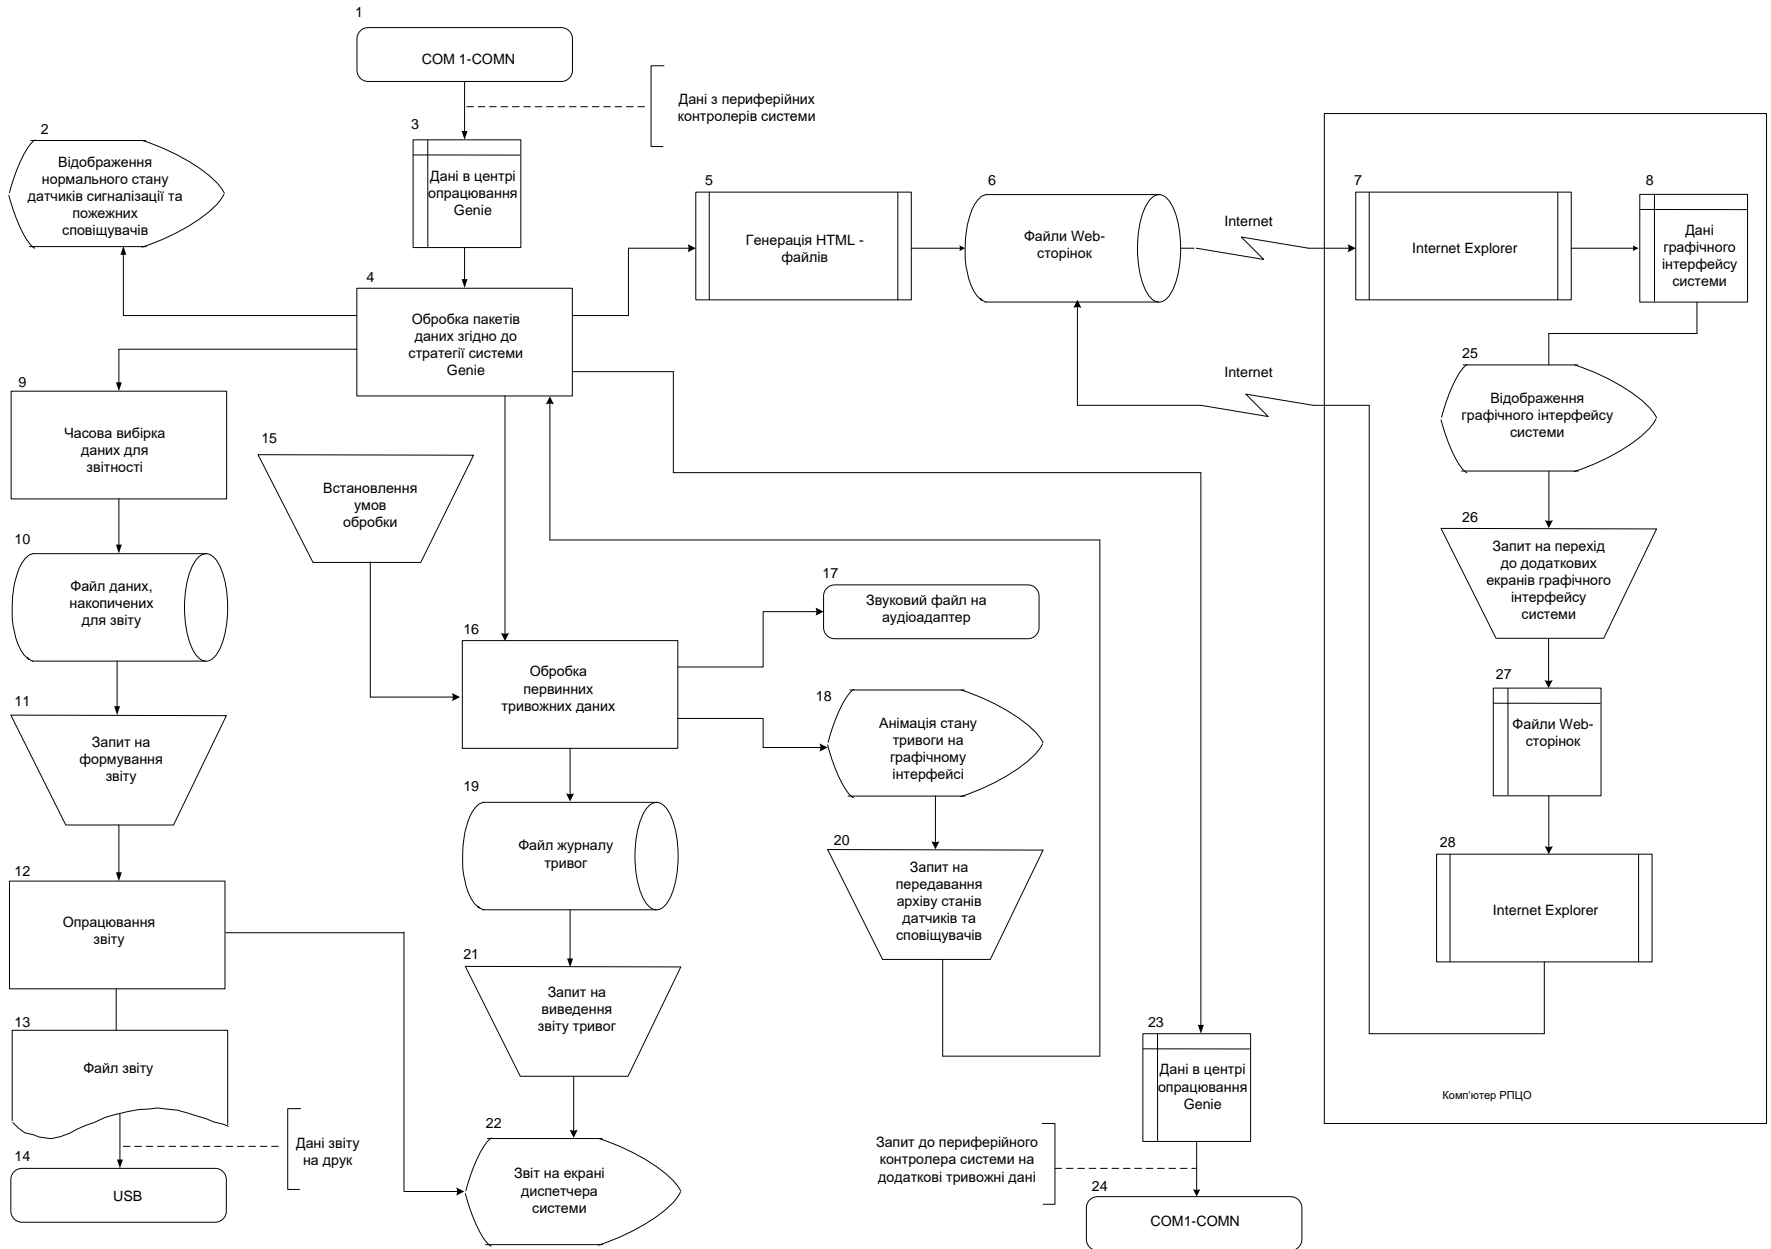 1
COM 1-COMN
Дані з периферійних
контролерів системи
2
Відображення
нормального стану
датчиків сигналізації та
пожежних
сповіщувачів
3
Дані в центрі
опрацювання
Genie
4
Обробка пакетів
даних згідно до
стратегії системи
Genie
5
Генерація HTML -
файлів
6
Файли Web-
сторінок
Internet
7
Internet Explorer
8
Дані
графічного
інтерфейсу
системи
Internet
25
Відображення
графічного інтерфейсу
системи
26
Запит на перехід
до додаткових
екранів графічного
інтерфейсу
системи
27
Файли Web-
сторінок
28
Internet Explorer
Комп'ютер РПЦО
9
Часова вибірка
даних для
звітності
10
Файл даних,
накопичених
для звіту
11
Запит на
формування
звіту
12
Опрацювання
звіту
13
Файл звіту
Дані звіту
на друк
14
USB
15
Встановлення
умов
обробки
16
Обробка
первинних
тривожних даних
17
Звуковий файл на
аудіоадаптер
18
Анімація стану
тривоги на
графічному
інтерфейсі
19
Файл журналу
тривог
20
Запит на
передавання
архіву станів
датчиків та
сповіщувачів
21
Запит на
виведення
звіту тривог
22
Звіт на екрані
диспетчера
системи
23
Дані в центрі
опрацювання
Genie
Запит до периферійного
контролера системи на
додаткові тривожні дані
24
COM1-COMN